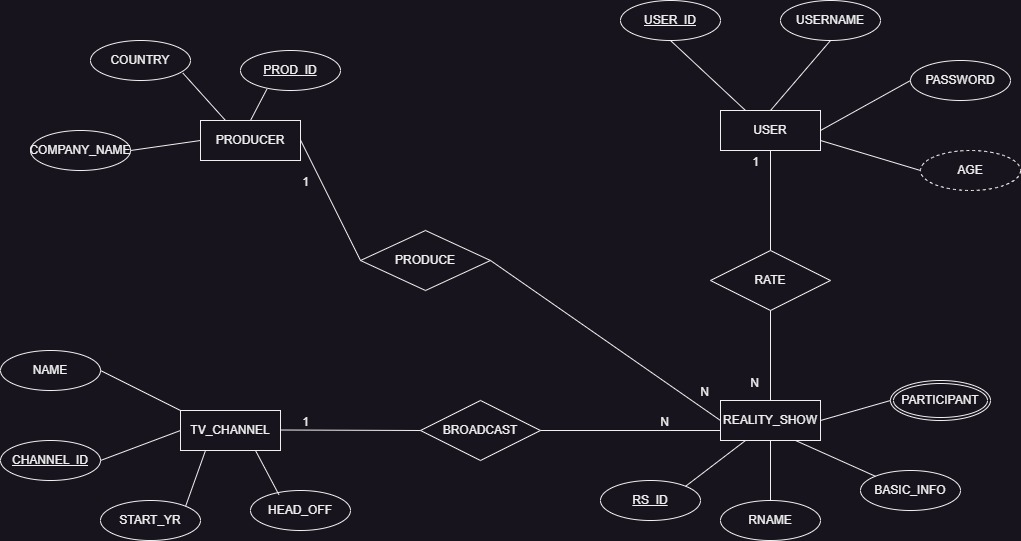 USER_ID
USERNAME
COUNTRY
PROD_ID
PASSWORD
USER
PRODUCER
COMPANY_NAME
1
AGE
1
PRODUCE
RATE
NAME
N
N
PARTICIPANT
1
N
REALITY_SHOW
TV_CHANNEL
BROADCAST
CHANNEL_ID
BASIC_INFO
RS_ID
HEAD_OFF
START_YR
RNAME